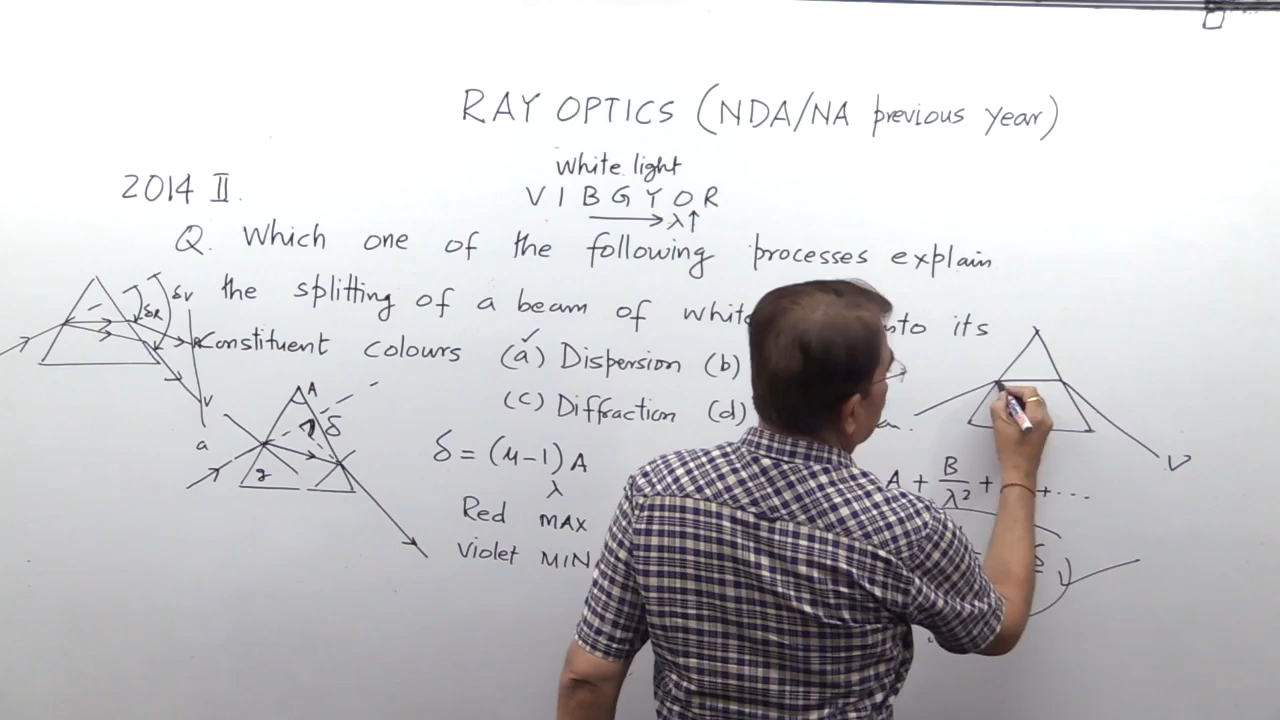 RAY OPTICS (NDA/NA previous year)
white light
2014 II.
V I B G Y O R
λ↑
Q. Which one of the following processes explain
the splitting of a beam of white into its
Constituent colours (a) Dispersion (b)
(c) Diffraction (d)
δV
δR
R
V
a
A
δ
δ = (μ-1) A
λ
Red MAX
Violet MIN
A + B/λ² + + ...
V